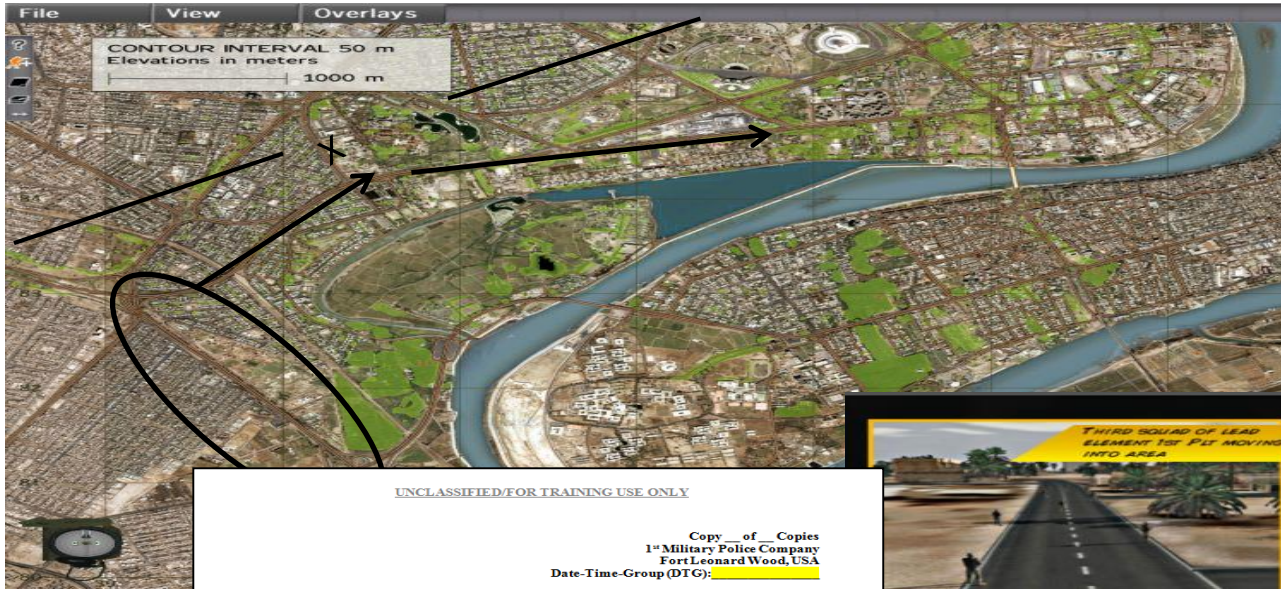 File View Overlays
CONTOUR INTERVAL 50 m
Elevations in meters
1000 m
THIRD SQUAD OF LEAD
ELEMENT 1ST PLT MOVING
INTO AREA
UNCLASSIFIED/FOR TRAINING USE ONLY
Copy __ of __ Copies
1st Military Police Company
Fort Leonard Wood, USA
Date-Time-Group (DTG):